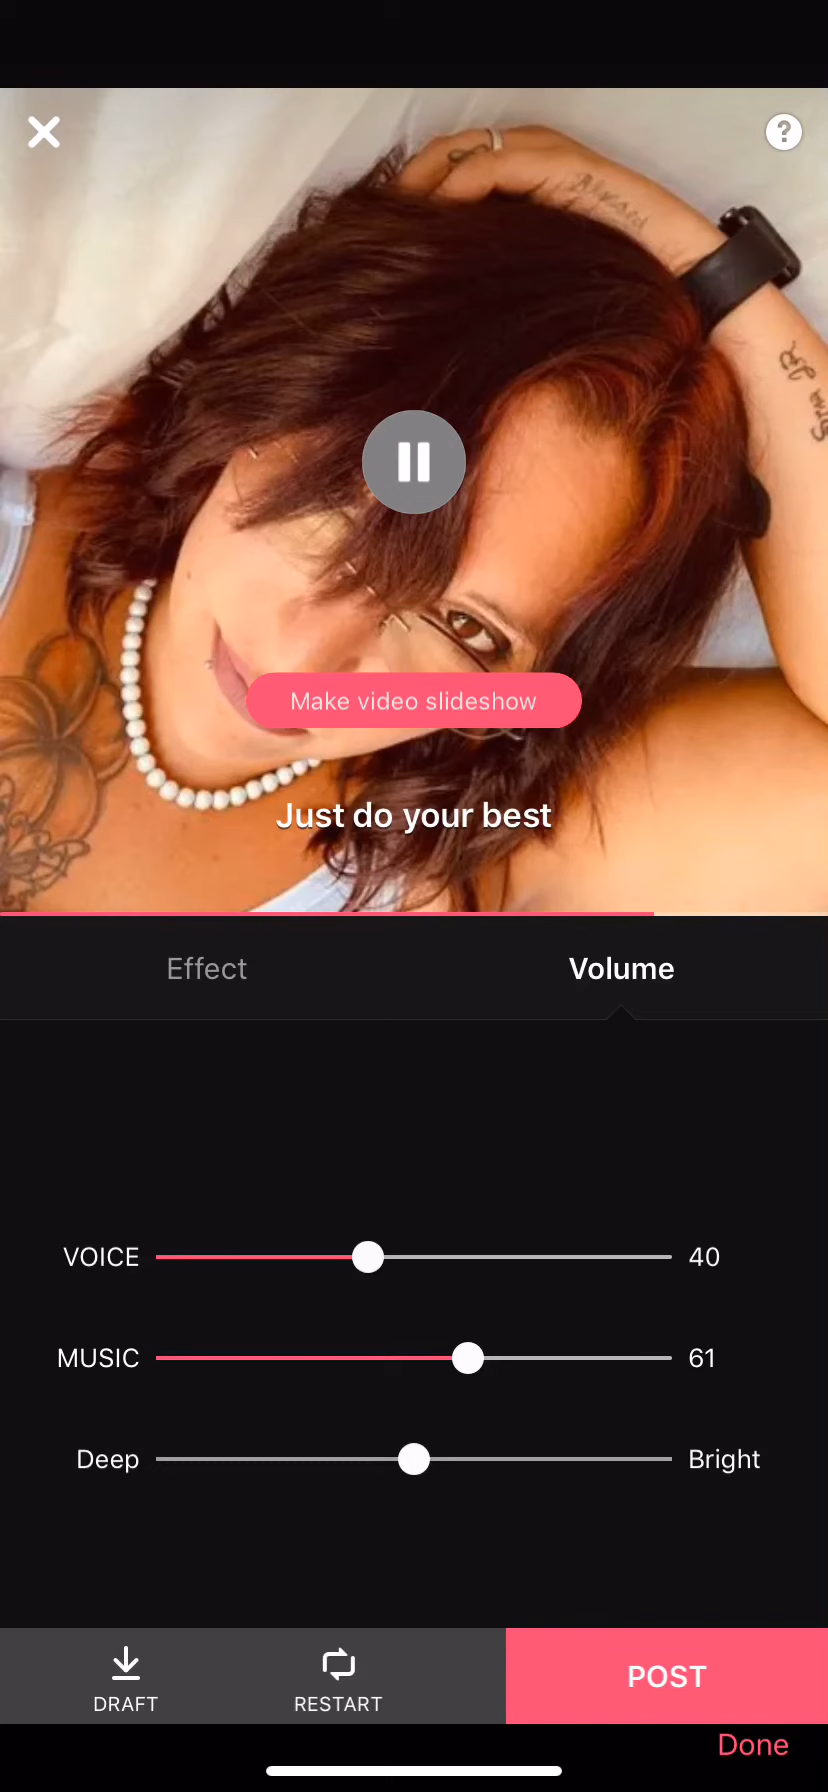 ?
Make video slideshow
Just do your best
Effect
Volume
VOICE 40
MUSIC 61
Deep Bright
DRAFT
RESTART
POST
Done